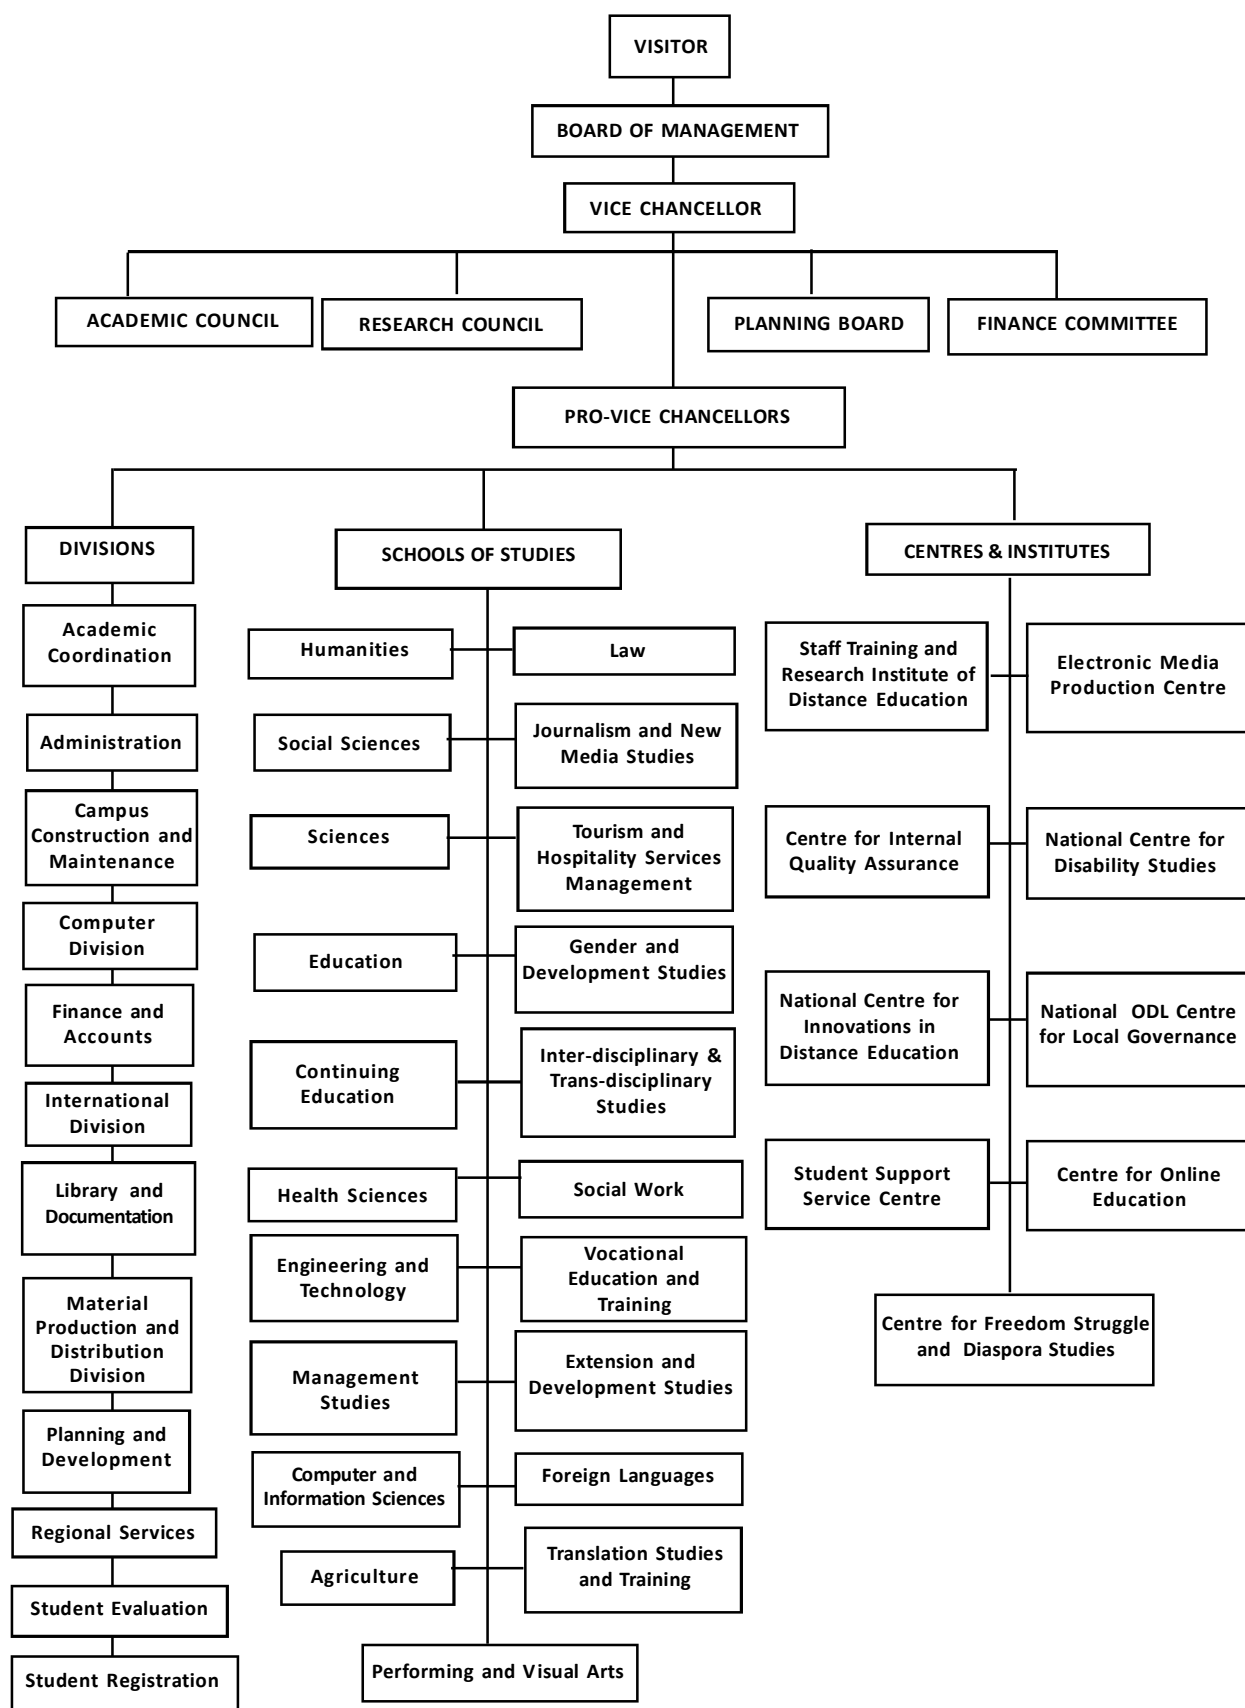 VISITOR
BOARD OF MANAGEMENT
VICE CHANCELLOR
ACADEMIC COUNCIL
RESEARCH COUNCIL
PLANNING BOARD
FINANCE COMMITTEE
PRO-VICE CHANCELLORS
DIVISIONS
Academic
Coordination
Administration
Campus
Construction and
Maintenance
Computer
Division
Finance and
Accounts
International
Division
Library and
Documentation
Material
Production and
Distribution
Division
Planning and
Development
Regional Services
Student Evaluation
Student Registration
SCHOOLS OF STUDIES
Humanities
Law
Social Sciences
Journalism and New
Media Studies
Sciences
Tourism and
Hospitality Services
Management
Education
Gender and
Development Studies
Continuing
Education
Inter-disciplinary &
Trans-disciplinary
Studies
Health Sciences
Social Work
Engineering and
Technology
Vocational
Education and
Training
Management
Studies
Extension and
Development Studies
Computer and
Information Sciences
Foreign Languages
Agriculture
Translation Studies
and Training
Performing and Visual Arts
CENTRES & INSTITUTES
Staff Training and
Research Institute of
Distance Education
Electronic Media
Production Centre
Centre for Internal
Quality Assurance
National Centre for
Disability Studies
National Centre for
Innovations in
Distance Education
National ODL Centre
for Local Governance
Student Support
Service Centre
Centre for Online
Education
Centre for Freedom Struggle
and Diaspora Studies